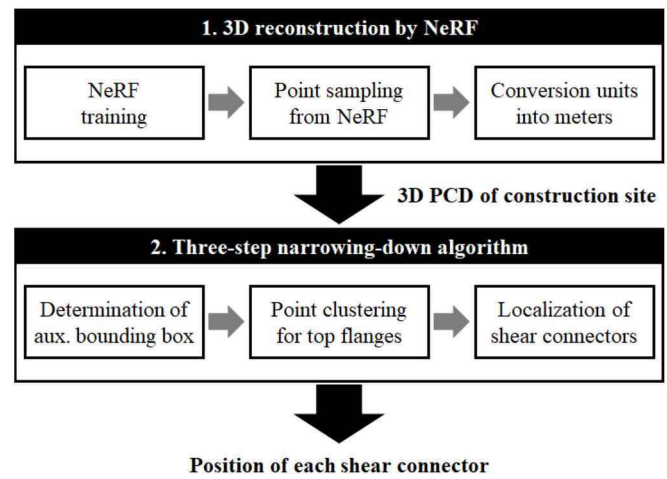 1. 3D reconstruction by NeRF
NeRF
training
Point sampling
from NeRF
Conversion units
into meters
3D PCD of construction site
2. Three-step narrowing-down algorithm
Determination of
aux. bounding box
Point clustering
for top flanges
Localization of
shear connectors
Position of each shear connector